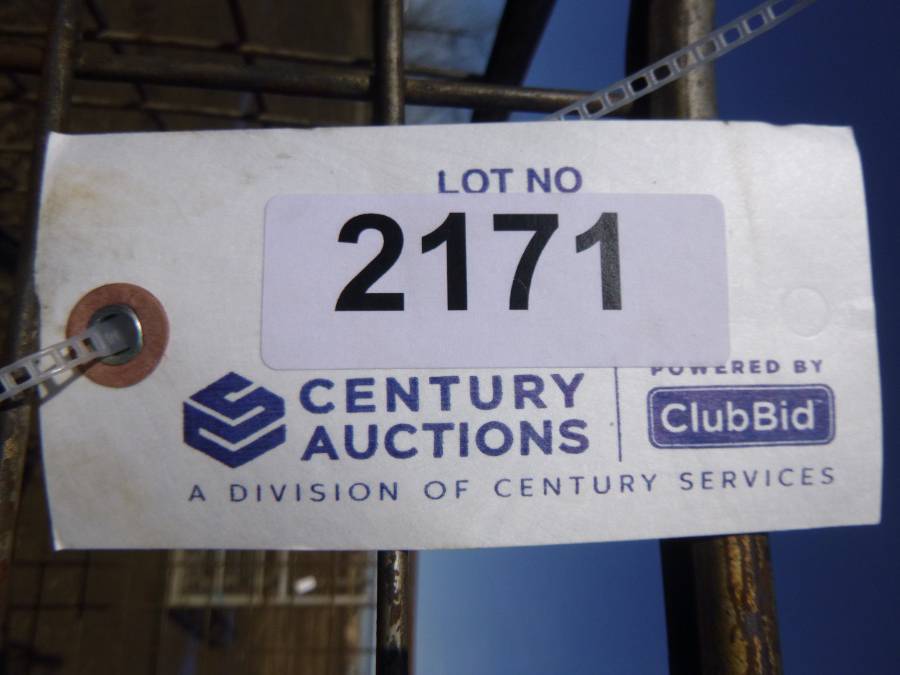 LOT NO
2171
CENTURY
AUCTIONS
POWERED BY
ClubBid
A DIVISION OF CENTURY SERVICES